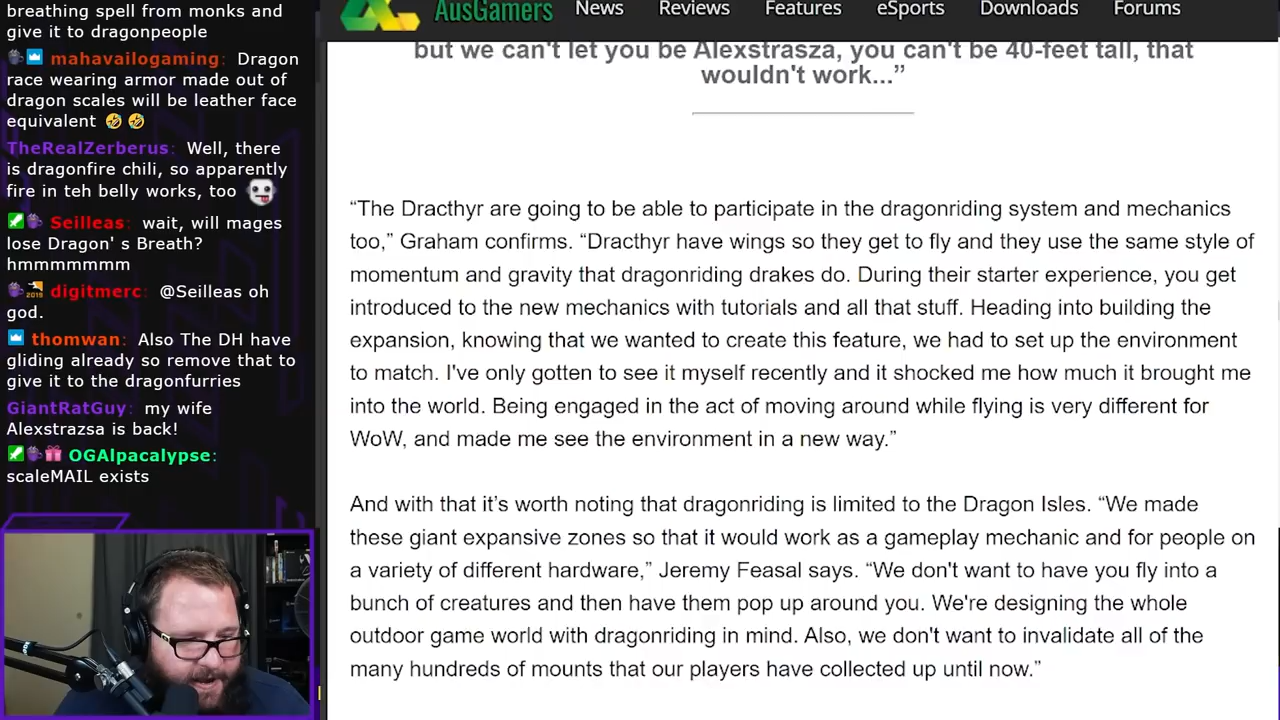 breathing spell from monks and
give it to dragonpeople
mahavailogaming: Dragon
race wearing armor made out of
dragon scales will be leather face
equivalent 🤣 🤣
TheRealZerberus: Well, there
is dragonfire chili, so apparently
fire in teh belly works, too
Seilleas: wait, will mages
lose Dragon' s Breath?
hmmmmmmm
digitmerc: @Seilleas oh
god.
thomwan: Also The DH have
gliding already so remove that to
give it to the dragonfurries
GiantRatGuy: my wife
Alexstrazsa is back!
OGAlpacalypse:
scaleMAIL exists
AusGamers News Reviews Features eSports Downloads Forums
but we can't let you be Alexstrasza, you can't be 40-feet tall, that
wouldn't work...”
“The Dracthyr are going to be able to participate in the dragonriding system and mechanics
too,” Graham confirms. “Dracthyr have wings so they get to fly and they use the same style of
momentum and gravity that dragonriding drakes do. During their starter experience, you get
introduced to the new mechanics with tutorials and all that stuff. Heading into building the
expansion, knowing that we wanted to create this feature, we had to set up the environment
to match. I've only gotten to see it myself recently and it shocked me how much it brought me
into the world. Being engaged in the act of moving around while flying is very different for
WoW, and made me see the environment in a new way.”
And with that it’s worth noting that dragonriding is limited to the Dragon Isles. “We made
these giant expansive zones so that it would work as a gameplay mechanic and for people on
a variety of different hardware,” Jeremy Feasal says. “We don't want to have you fly into a
bunch of creatures and then have them pop up around you. We're designing the whole
outdoor game world with dragonriding in mind. Also, we don't want to invalidate all of the
many hundreds of mounts that our players have collected up until now.”